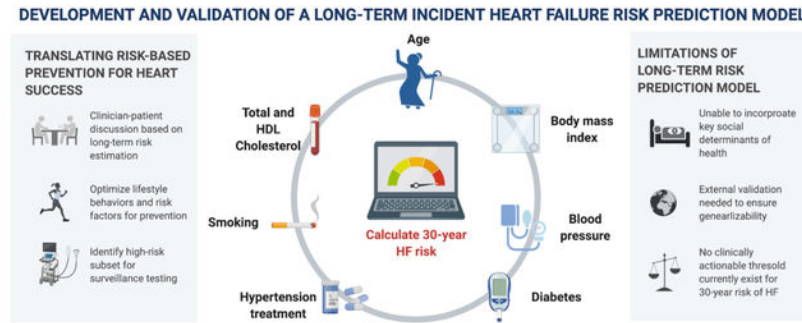 DEVELOPMENT AND VALIDATION OF A LONG-TERM INCIDENT HEART FAILURE RISK PREDICTION MODEL
TRANSLATING RISK-BASED
PREVENTION FOR HEART
SUCCESS
Clinician-patient
discussion based on
long-term risk
estimation
Optimize lifestyle
behaviors and risk
factors for prevention
Identify high-risk
subset for
surveillance testing
Age
Total and
HDL
Cholesterol
Body mass
index
Smoking
Calculate 30-year
HF risk
Blood
pressure
Hypertension
treatment
Diabetes
LIMITATIONS OF
LONG-TERM RISK
PREDICTION MODEL
Unable to incorproate
key social
determinants of
health
External validation
needed to ensure
genearlizability
No clinically
actionable thresold
currently exist for
30-year risk of HF